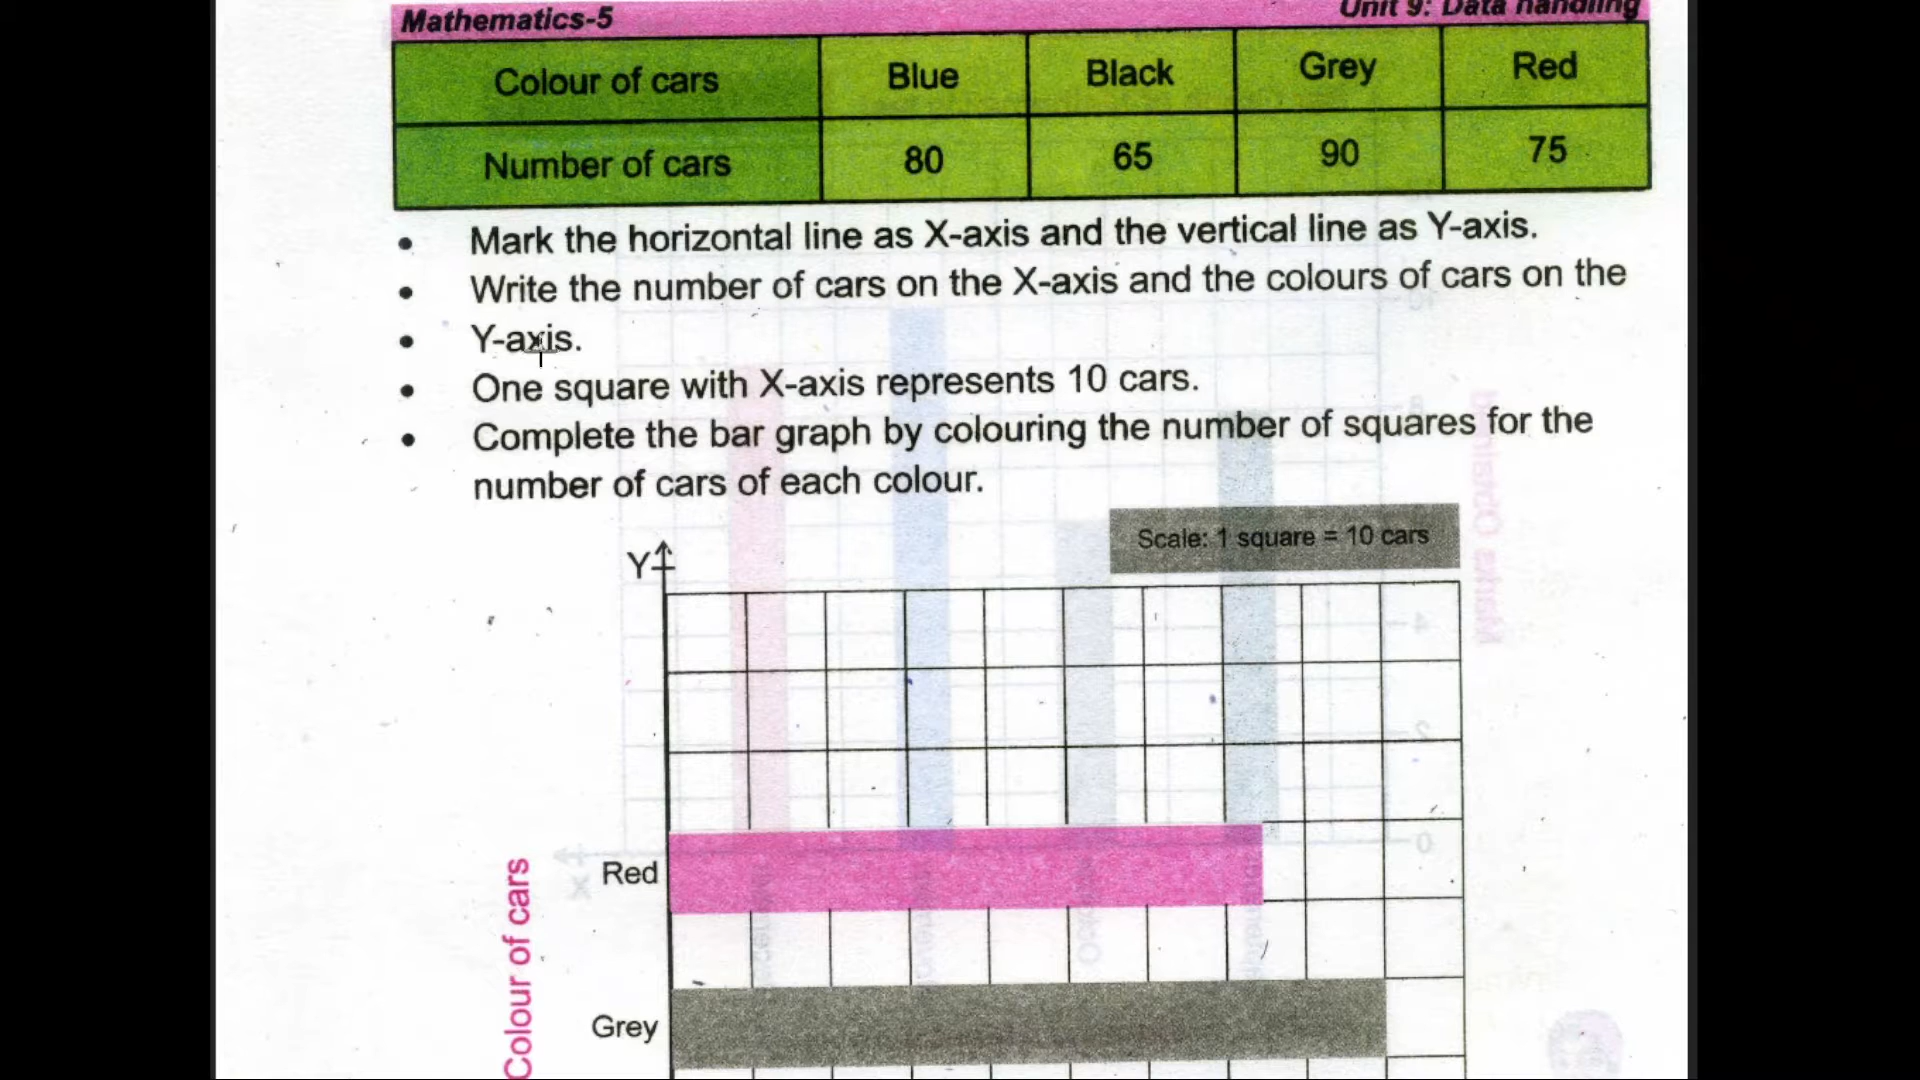 Mathematics-5 Unit 9: Data handling
Colour of cars Blue Black Grey Red
Number of cars 80 65 90 75
• Mark the horizontal line as X-axis and the vertical line as Y-axis.
• Write the number of cars on the X-axis and the colours of cars on the
• Y-axis.
• One square with X-axis represents 10 cars.
• Complete the bar graph by colouring the number of squares for the
number of cars of each colour.
Scale: 1 square = 10 cars
Y
Red
Grey
Colour of cars